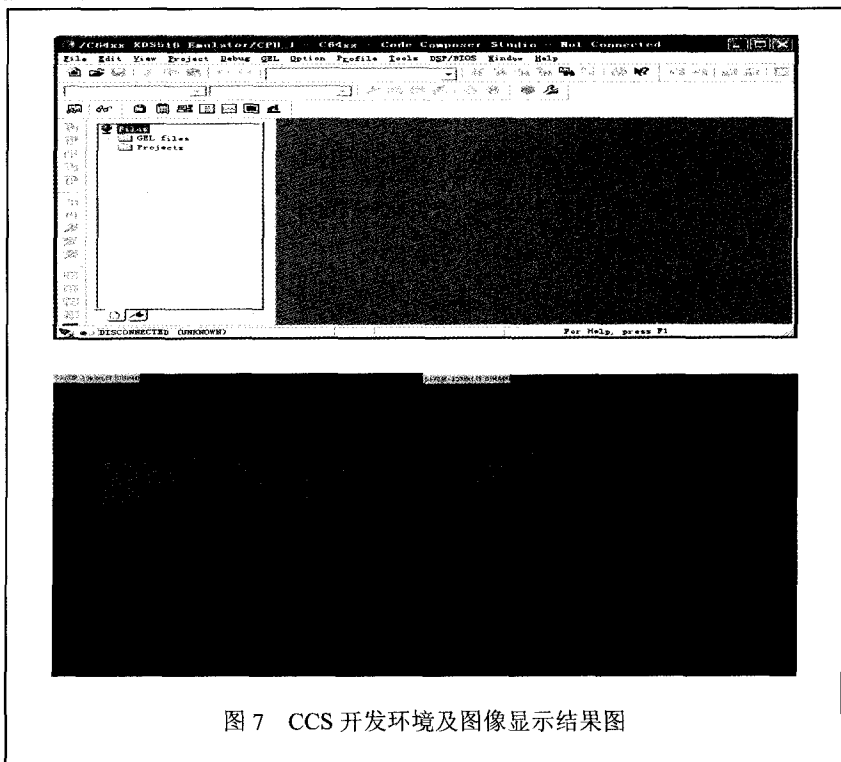 /C64xx XDS510 Emulator/CPU_1 - C64xx - Code Composer Studio - Not Connected
File Edit View Project Debug GEL Option Profile Tools DSP/BIOS Window Help
Files
GEL files
Projects
DISCONNECTED (UNKNOWN)
For Help, press F1
图 7 CCS 开发环境及图像显示结果图